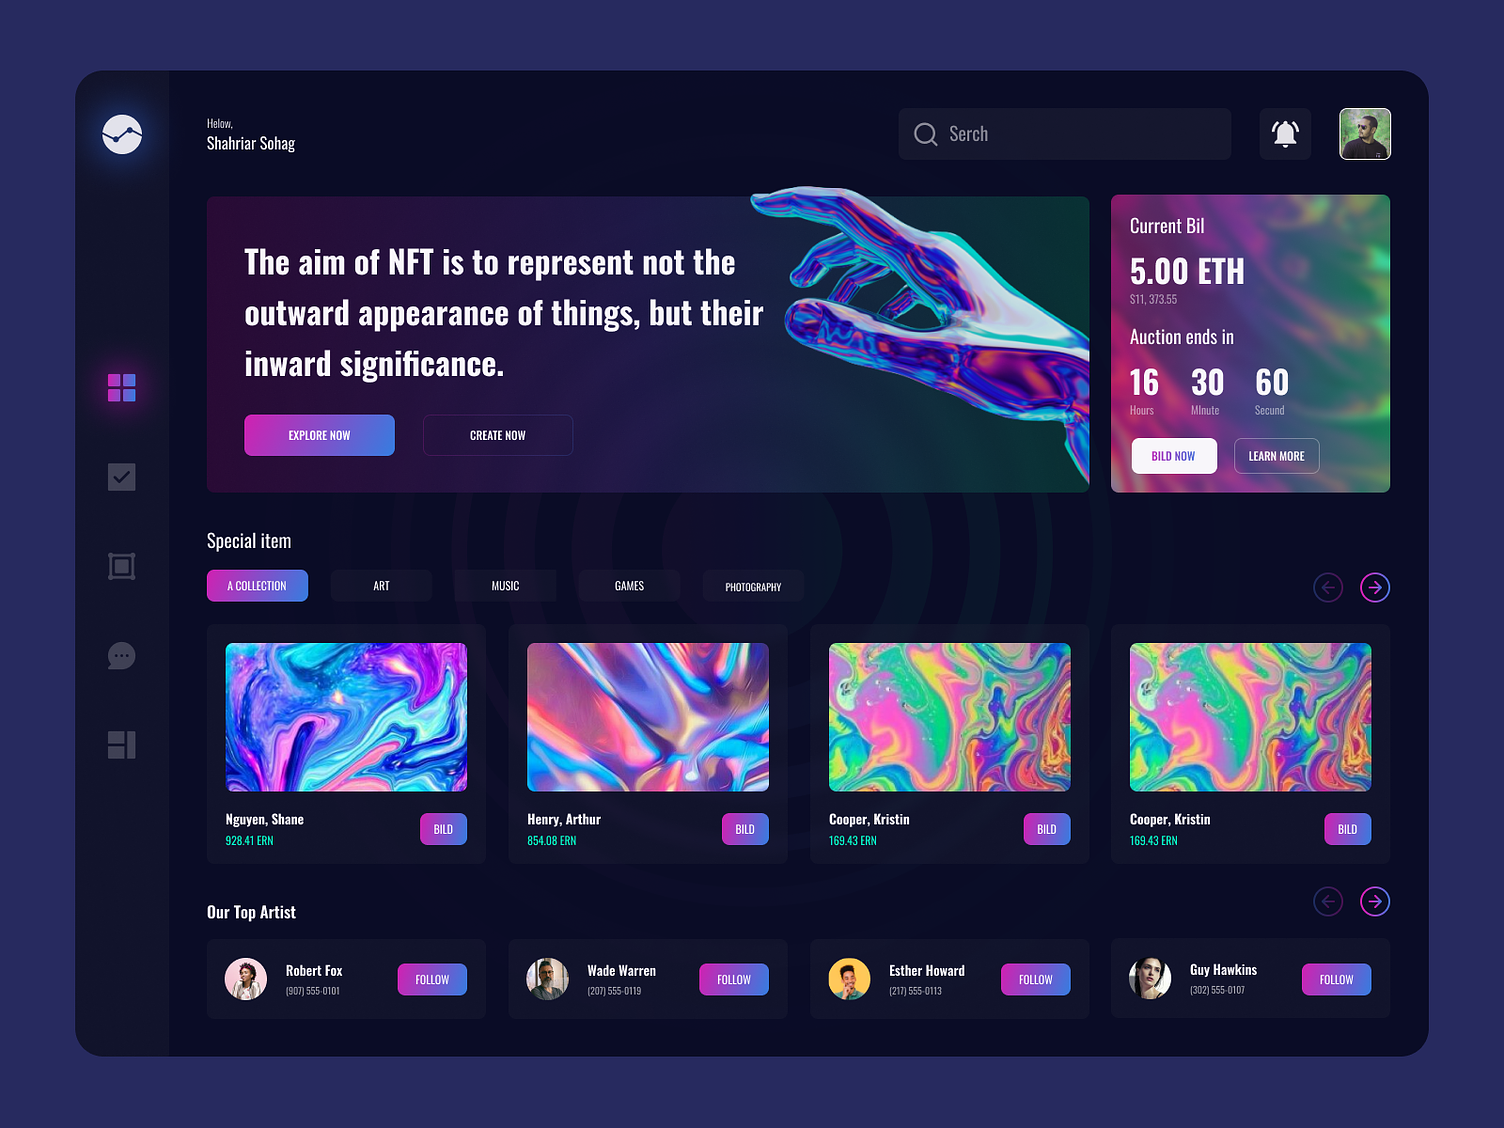 Helow,
Shahriar Sohag
Serch
The aim of NFT is to represent not the
outward appearance of things, but their
inward significance.
EXPLORE NOW
CREATE NOW
Current Bil
5.00 ETH
$11, 373.55
Auction ends in
16 30 60
Hours MInute Secund
BILD NOW
LEARN MORE
Special item
A COLLECTION
ART
MUSIC
GAMES
PHOTOGRAPHY
Nguyen, Shane
928.41 ERN
BILD
Henry, Arthur
854.08 ERN
BILD
Cooper, Kristin
169.43 ERN
BILD
Cooper, Kristin
169.43 ERN
BILD
Our Top Artist
Robert Fox
(907) 555-0101
FOLLOW
Wade Warren
(207) 555-0119
FOLLOW
Esther Howard
(217) 555-0113
FOLLOW
Guy Hawkins
(302) 555-0107
FOLLOW